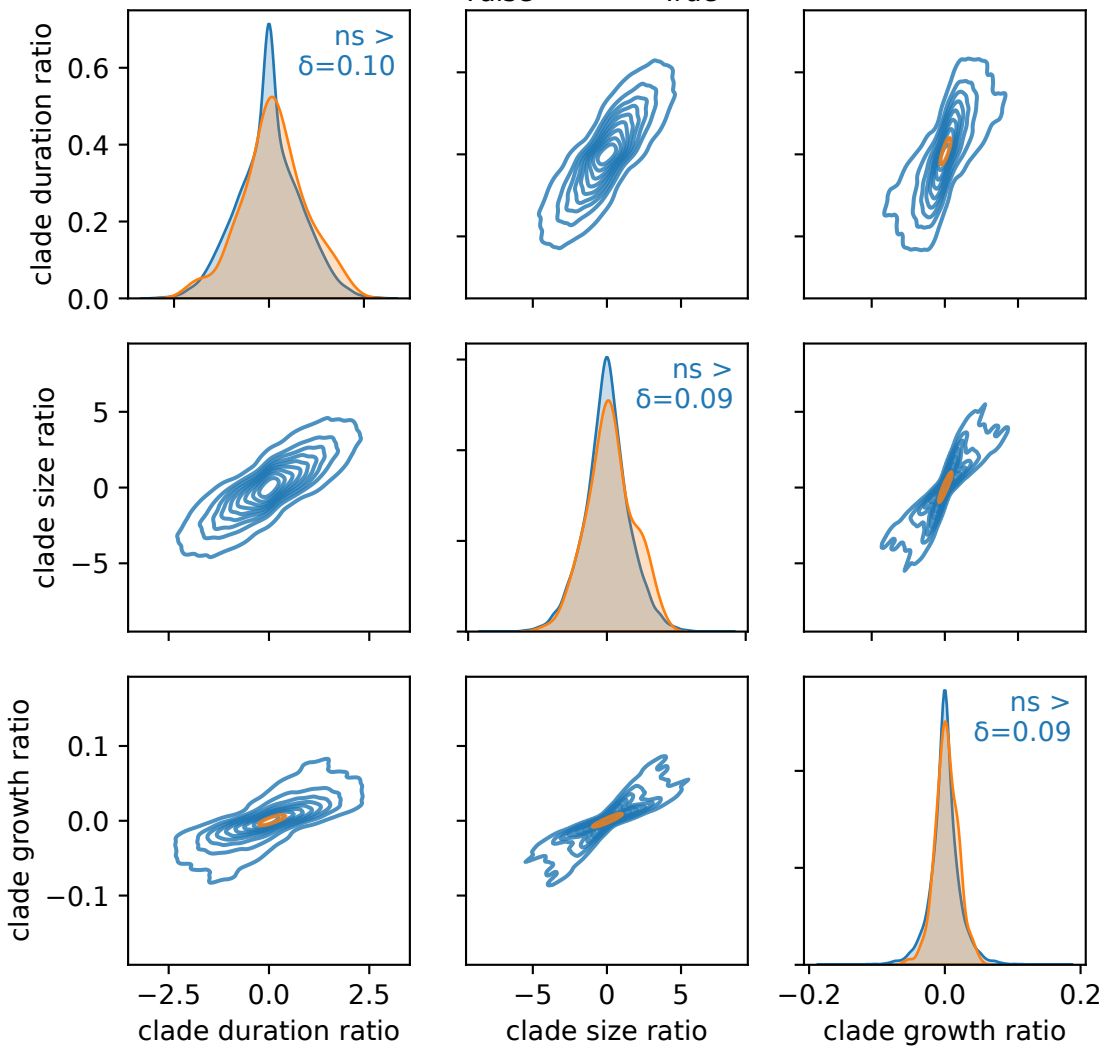 clade duration ratio
0.6
0.4
0.2
0.0
ns >
δ=0.10
clade size ratio
5
0
−5
ns >
δ=0.09
clade growth ratio
0.1
0.0
−0.1
ns >
δ=0.09
−2.5 0.0 2.5
−5 0 5
−0.2 0.0 0.2
clade duration ratio
clade size ratio
clade growth ratio